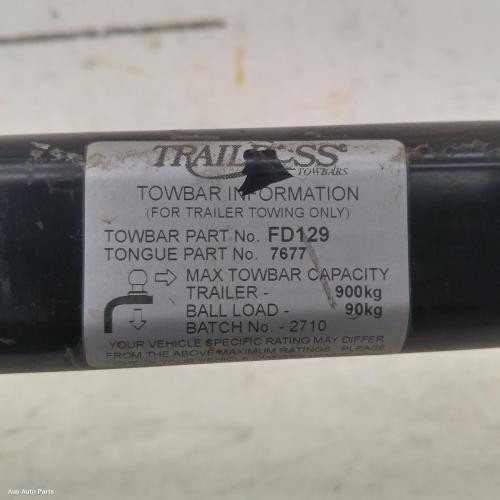 TOWBARS
TOWBAR INFORMATION
(FOR TRAILER TOWING ONLY)
TOWBAR PART No. FD129
TONGUE PART No. 7677
MAX TOWBAR CAPACITY
TRAILER - 900kg
BALL LOAD - 90kg
BATCH No. - 2710
YOUR VEHICLE SPECIFIC RATING MAY DIFFER
FROM THE ABOVE MAXIMUM RATINGS. PLEASE
Aus Auto Parts